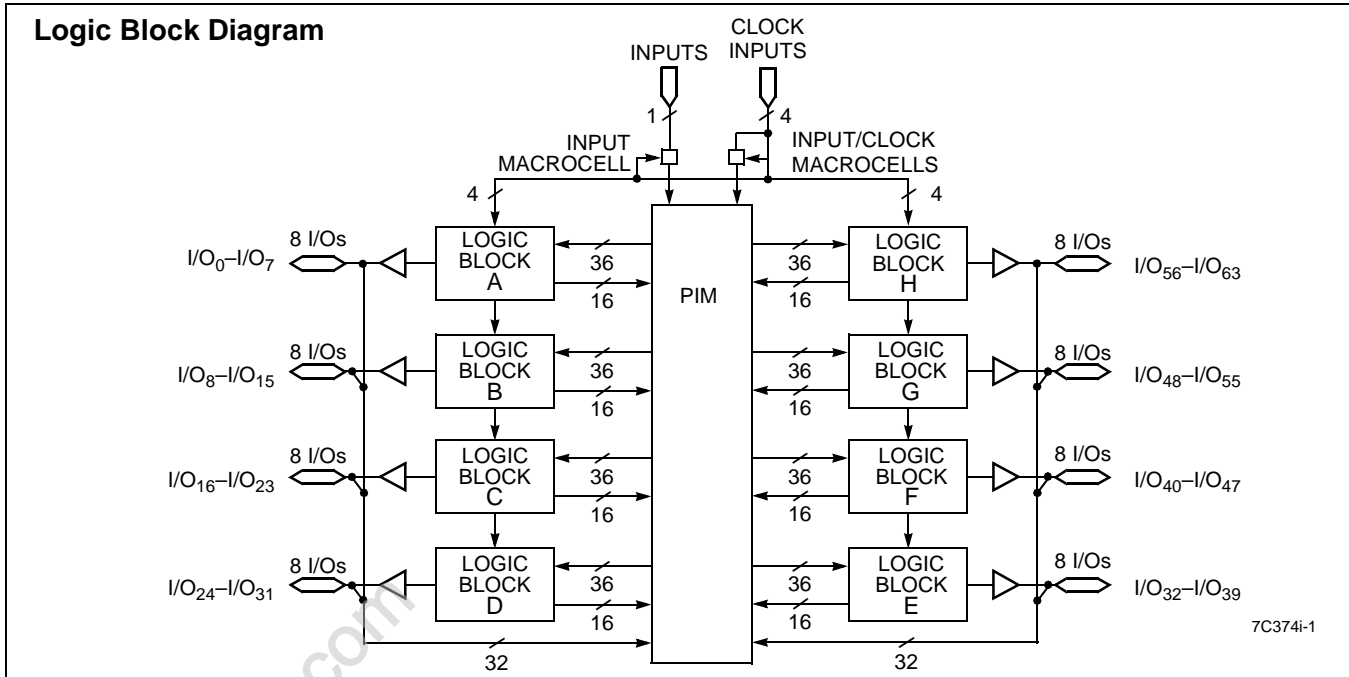 Logic Block Diagram
CLOCK
INPUTS
INPUTS
1
4
INPUT
MACROCELL
INPUT/CLOCK
MACROCELLS
4
4
8 I/Os
I/O0–I/O7
LOGIC
BLOCK
A
36
16
PIM
36
16
LOGIC
BLOCK
H
8 I/Os
I/O56–I/O63
8 I/Os
I/O8–I/O15
LOGIC
BLOCK
B
36
16
36
16
LOGIC
BLOCK
G
8 I/Os
I/O48–I/O55
8 I/Os
I/O16–I/O23
LOGIC
BLOCK
C
36
16
36
16
LOGIC
BLOCK
F
8 I/Os
I/O40–I/O47
8 I/Os
I/O24–I/O31
LOGIC
BLOCK
D
36
16
36
16
LOGIC
BLOCK
E
8 I/Os
I/O32–I/O39
32
32
7C374i-1
.com